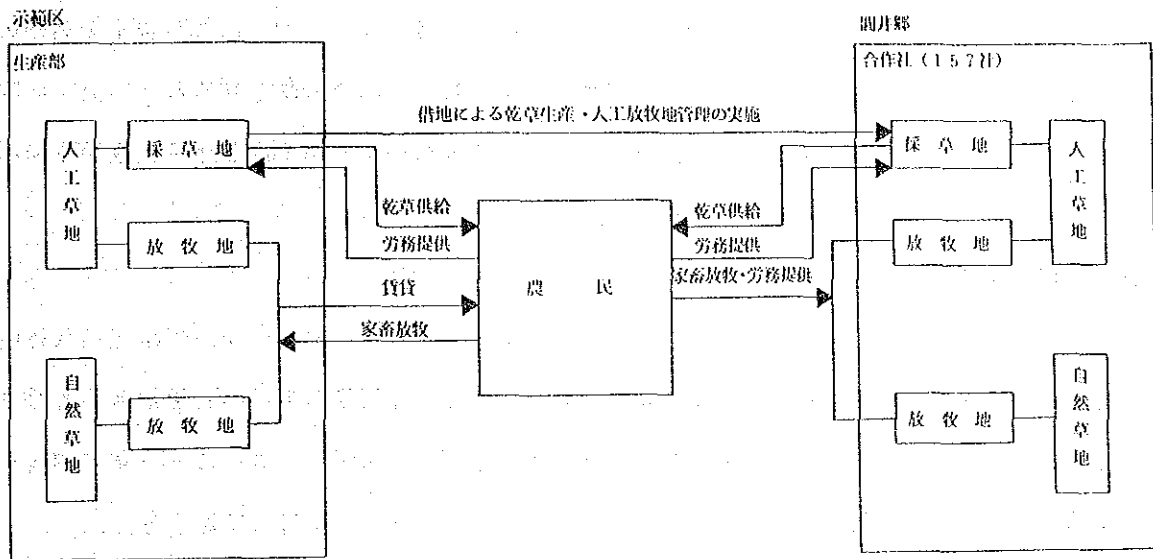 示範区
生産部
人工草地
採草地
放牧地
自然草地
放牧地
借地による乾草生産・人工放牧地管理の実施
乾草供給
労務提供
賃貸
家畜放牧
農民
乾草供給
労務提供
家畜放牧・労務提供
合作社(157社)
採草地
人工草地
放牧地
放牧地
自然草地